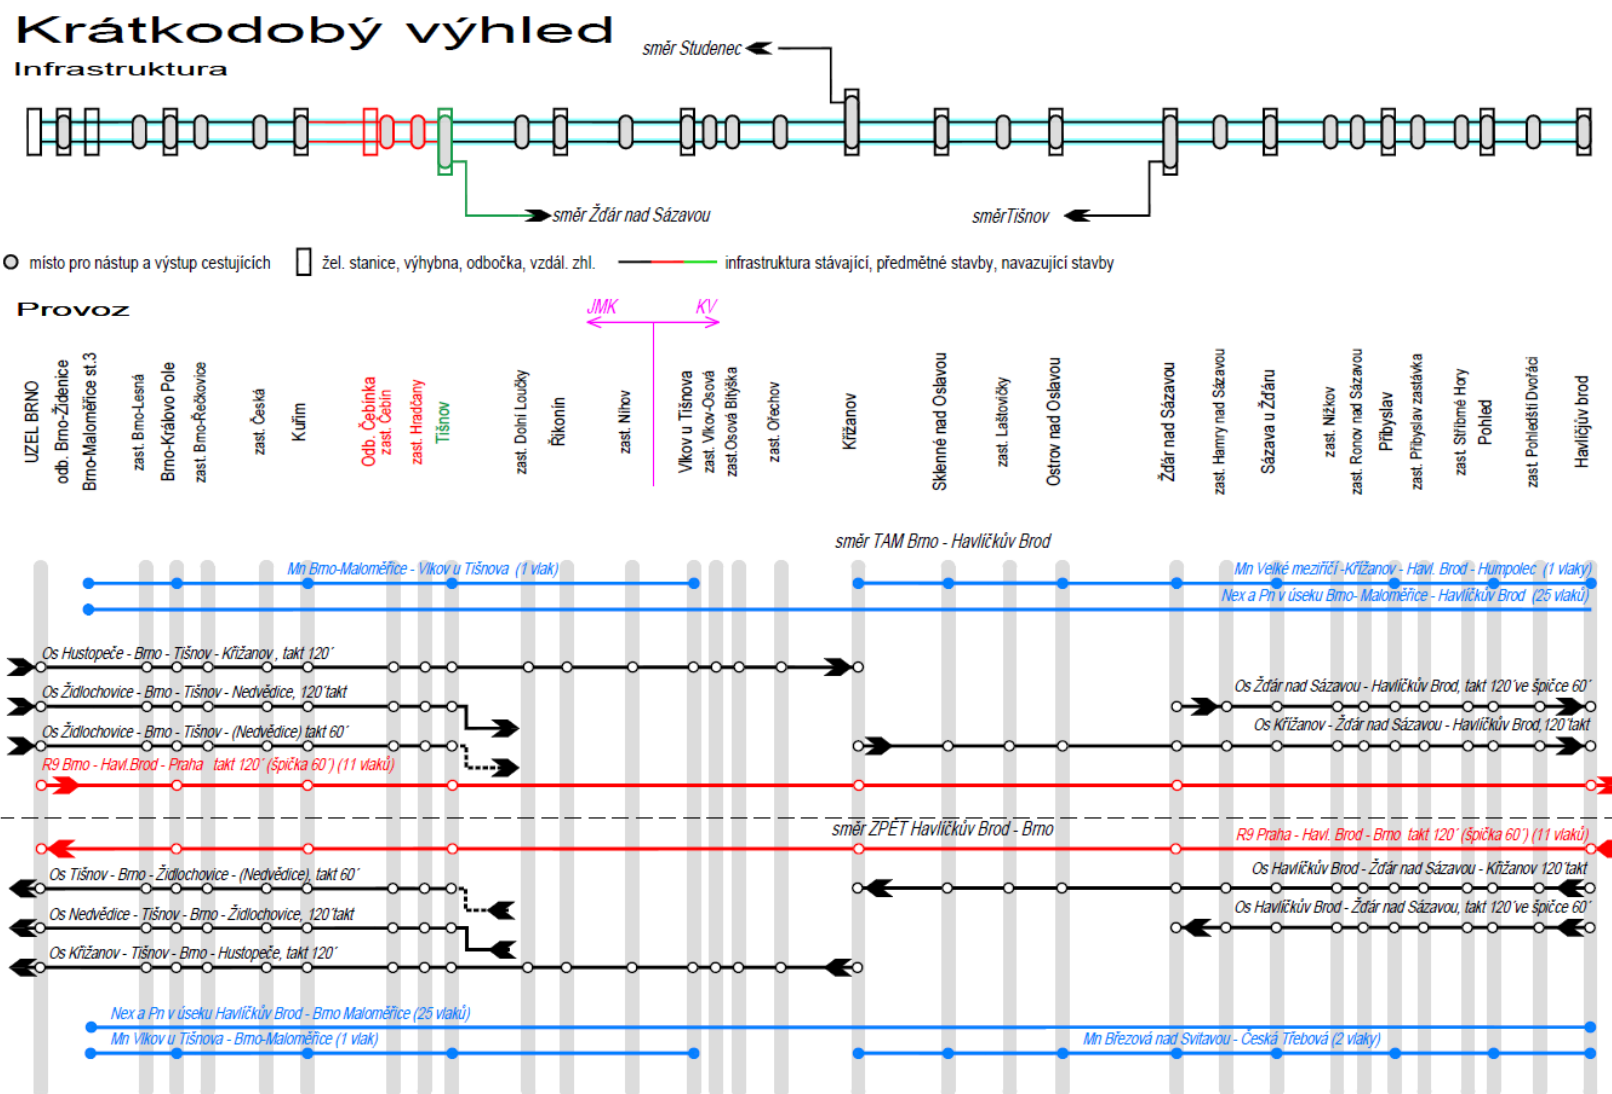 Krátkodobý výhled
Infrastruktura
směr Studenec
směr Žďár nad Sázavou
směrTišnov
místo pro nástup a výstup cestujících
žel. stanice, výhybna, odbočka, vzdál. zhl.
infrastruktura stávající, předmětné stavby, navazující stavby
Provoz
JMK
KV
UZEL BRNO
odb. Brno-Židenice
Brno-Maloměřice st.3
zast. Brno-Lesná
Brno-Královo Pole
zast. Brno-Řečkovice
zast. Česká
Kuřim
Odb. Čebínka
zast. Čebín
zast. Hradčany
Tišnov
zast. Dolní Loučky
Říkonín
zast. Níhov
Vlkov u Tišnova
zast. Vlkov-Osová
zast.Osová Bítýška
zast. Ořechov
Křižanov
Sklenné nad Oslavou
zast. Laštovičky
Ostrov nad Oslavou
Žďár nad Sázavou
zast. Hamry nad Sázavou
Sázava u Žďáru
zast. Nížkov
zast. Ronov nad Sázavou
Přibyslav
zast. Přibyslav zastávka
zast. Stříbrné Hory
Pohled
zast. Pohledští Dvořáci
Havlíčjův brod
směr TAM Brno - Havlíčkův Brod
Mn Brno-Maloměřice - Vlkov u Tišnova (1 vlak)
Mn Velké meziříčí -Křižanov - Havl. Brod - Humpolec (1 vlaky)
Nex a Pn v úseku Brno- Maloměřice - Havlíčkův Brod (25 vlaků)
Os Hustopeče - Brno - Tišnov - Křižanov , takt 120´
Os Židlochovice - Brno - Tišnov - Nedvědice, 120´takt
Os Žďár nad Sázavou - Havlíčkův Brod, takt 120´ve špičce 60´
Os Židlochovice - Brno - Tišnov - (Nedvědice) takt 60´
Os Křižanov - Žďár nad Sázavou - Havlíčkův Brod,120´takt
R9 Brno - Havl.Brod - Praha takt 120´ (špička 60´) (11 vlaků)
směr ZPĚT Havlíčkův Brod - Brno
R9 Praha - Havl. Brod - Brno takt 120´ (špička 60´) (11 vlaků)
Os Tišnov - Brno - Židlochovice - (Nedvědice), takt 60´
Os Havlíčkův Brod - Žďár nad Sázavou - Křižanov 120´takt
Os Nedvědice - Tišnov - Brno - Židlochovice, 120´takt
Os Havlíčkův Brod - Žďár nad Sázavou, takt 120´ve špičce 60´
Os Křižanov - Tišnov - Brno - Hustopeče, takt 120´
Nex a Pn v úseku Havlíčkův Brod - Brno Maloměřice (25 vlaků)
Mn Vlkov u Tišnova - Brno-Maloměřice (1 vlak)
Mn Březová nad Svitavou - Česká Třebová (2 vlaky)